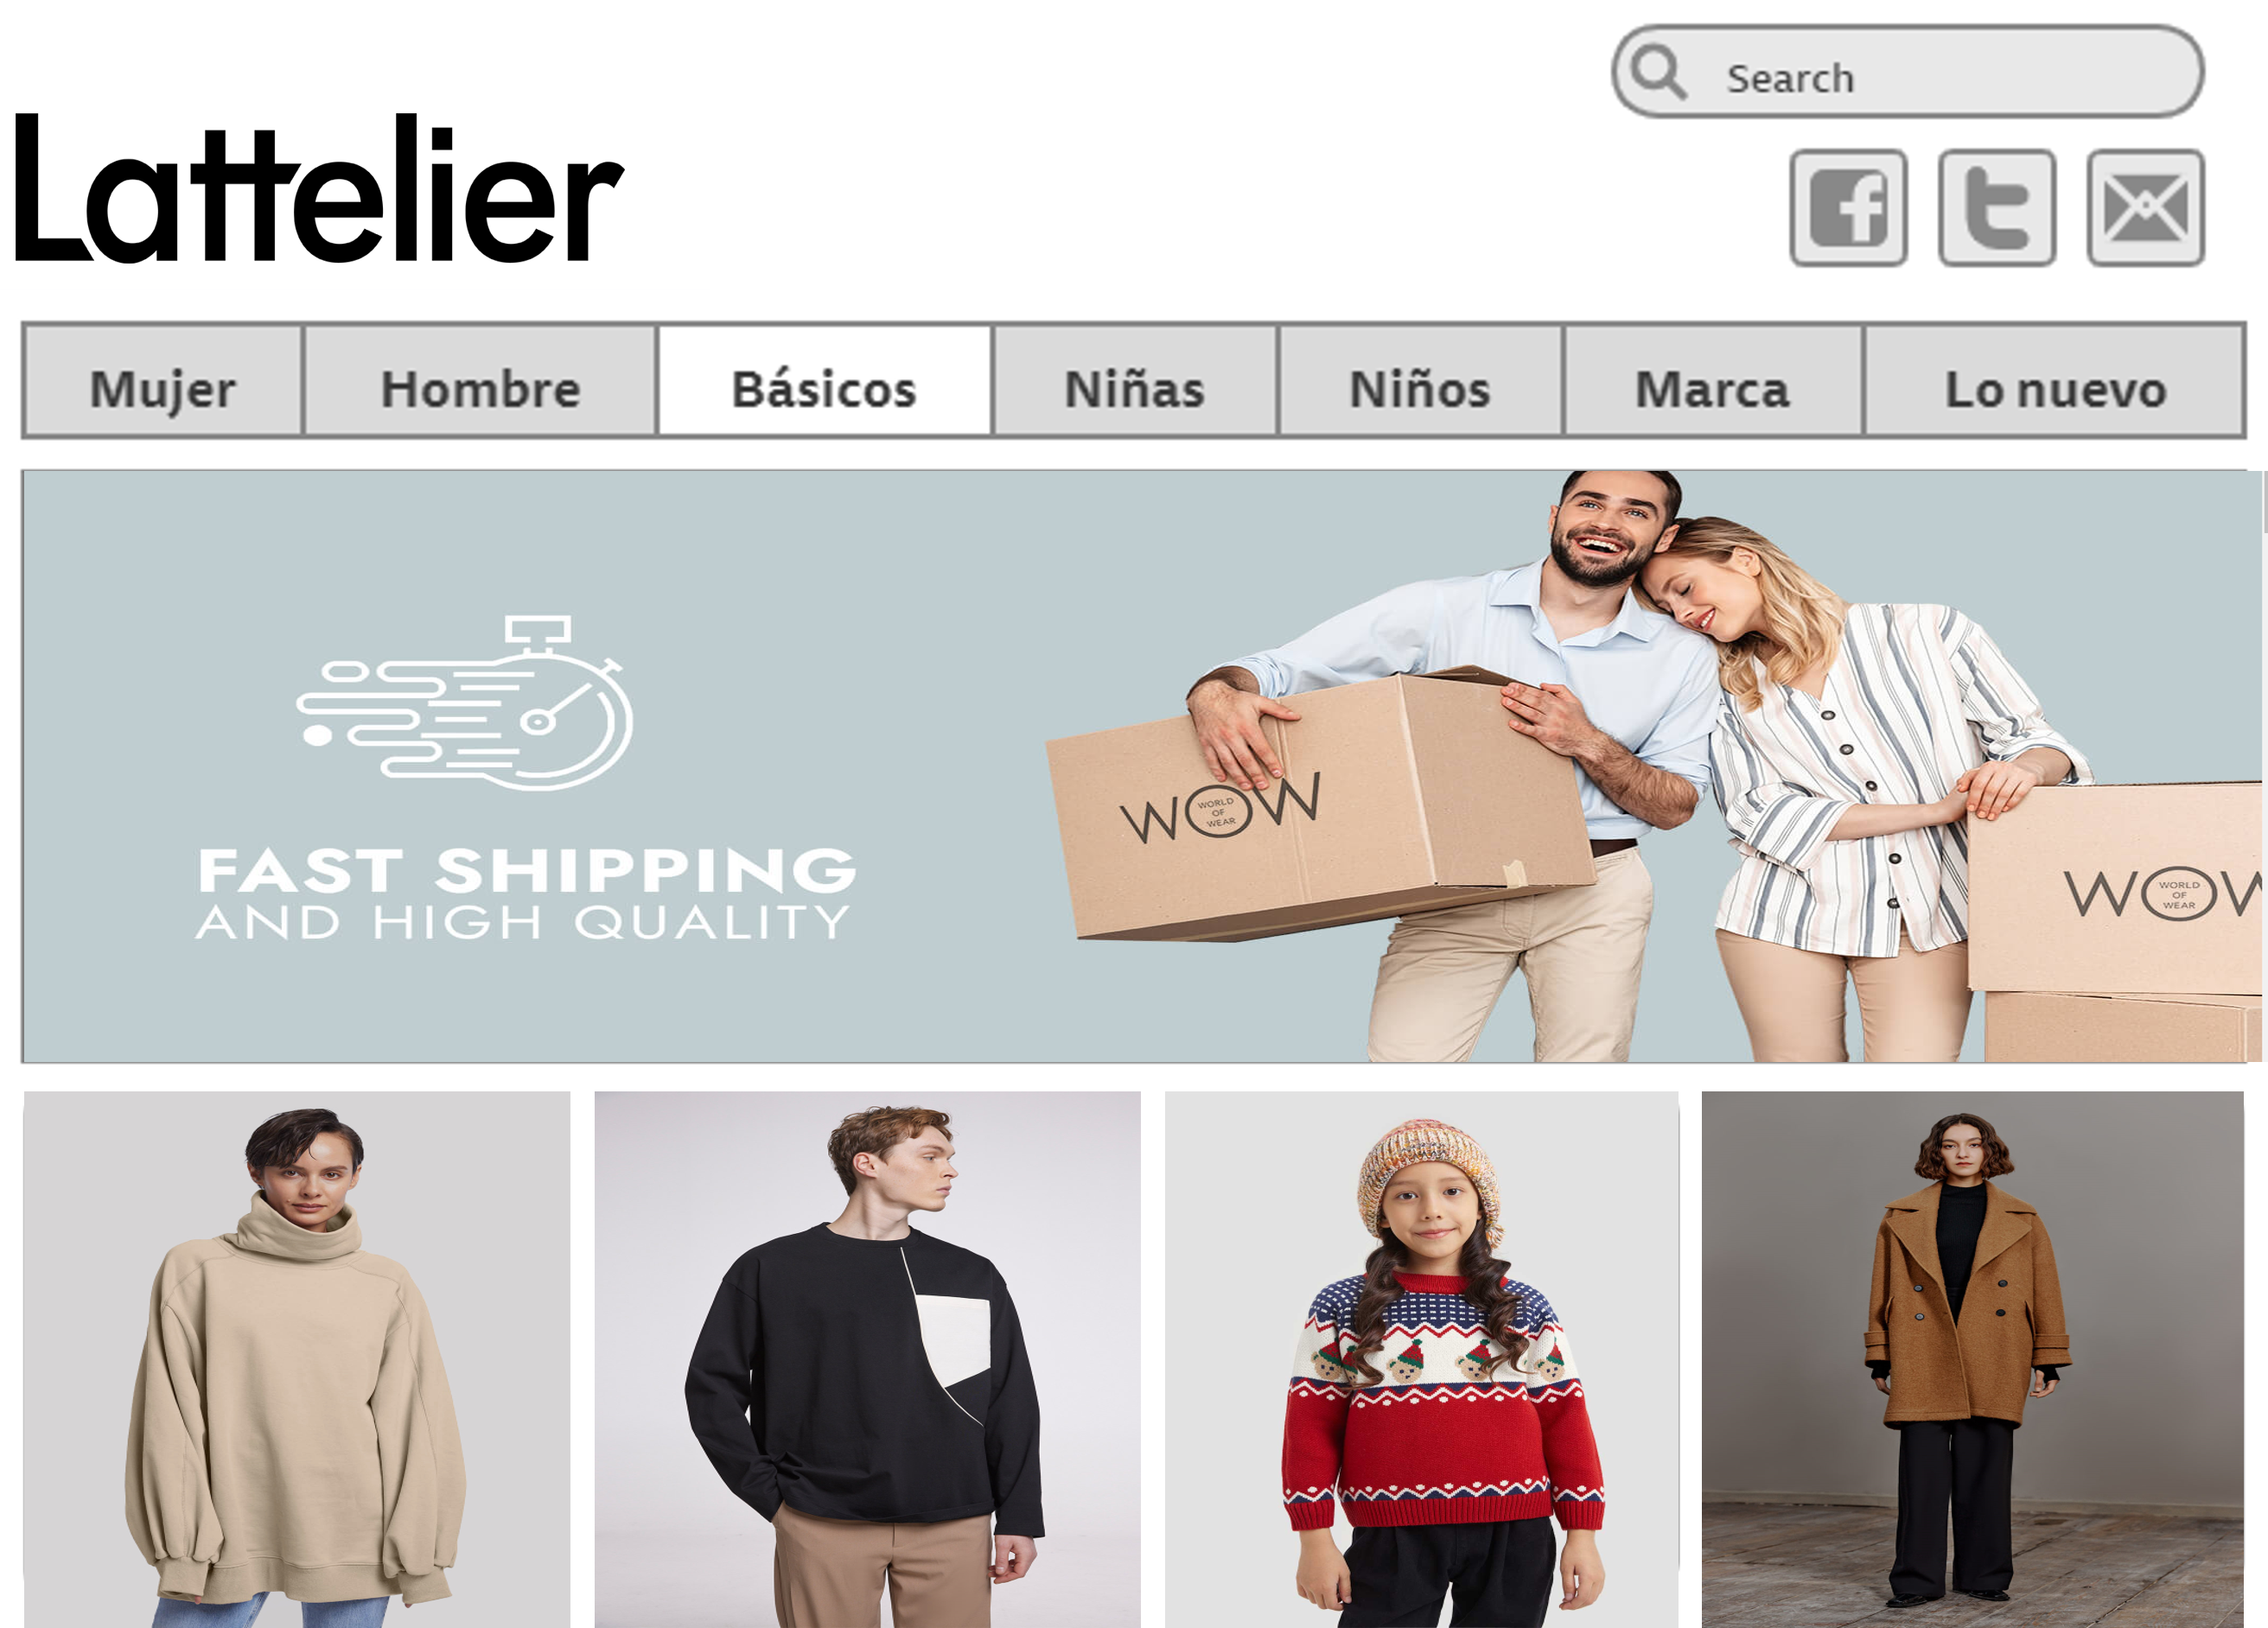 Search
Lattelier
Mujer Hombre Básicos Niñas Niños Marca Lo nuevo
FAST SHIPPING
AND HIGH QUALITY
WOW
WORLD
OF
WEAR
WOW
WORLD
OF
WEAR